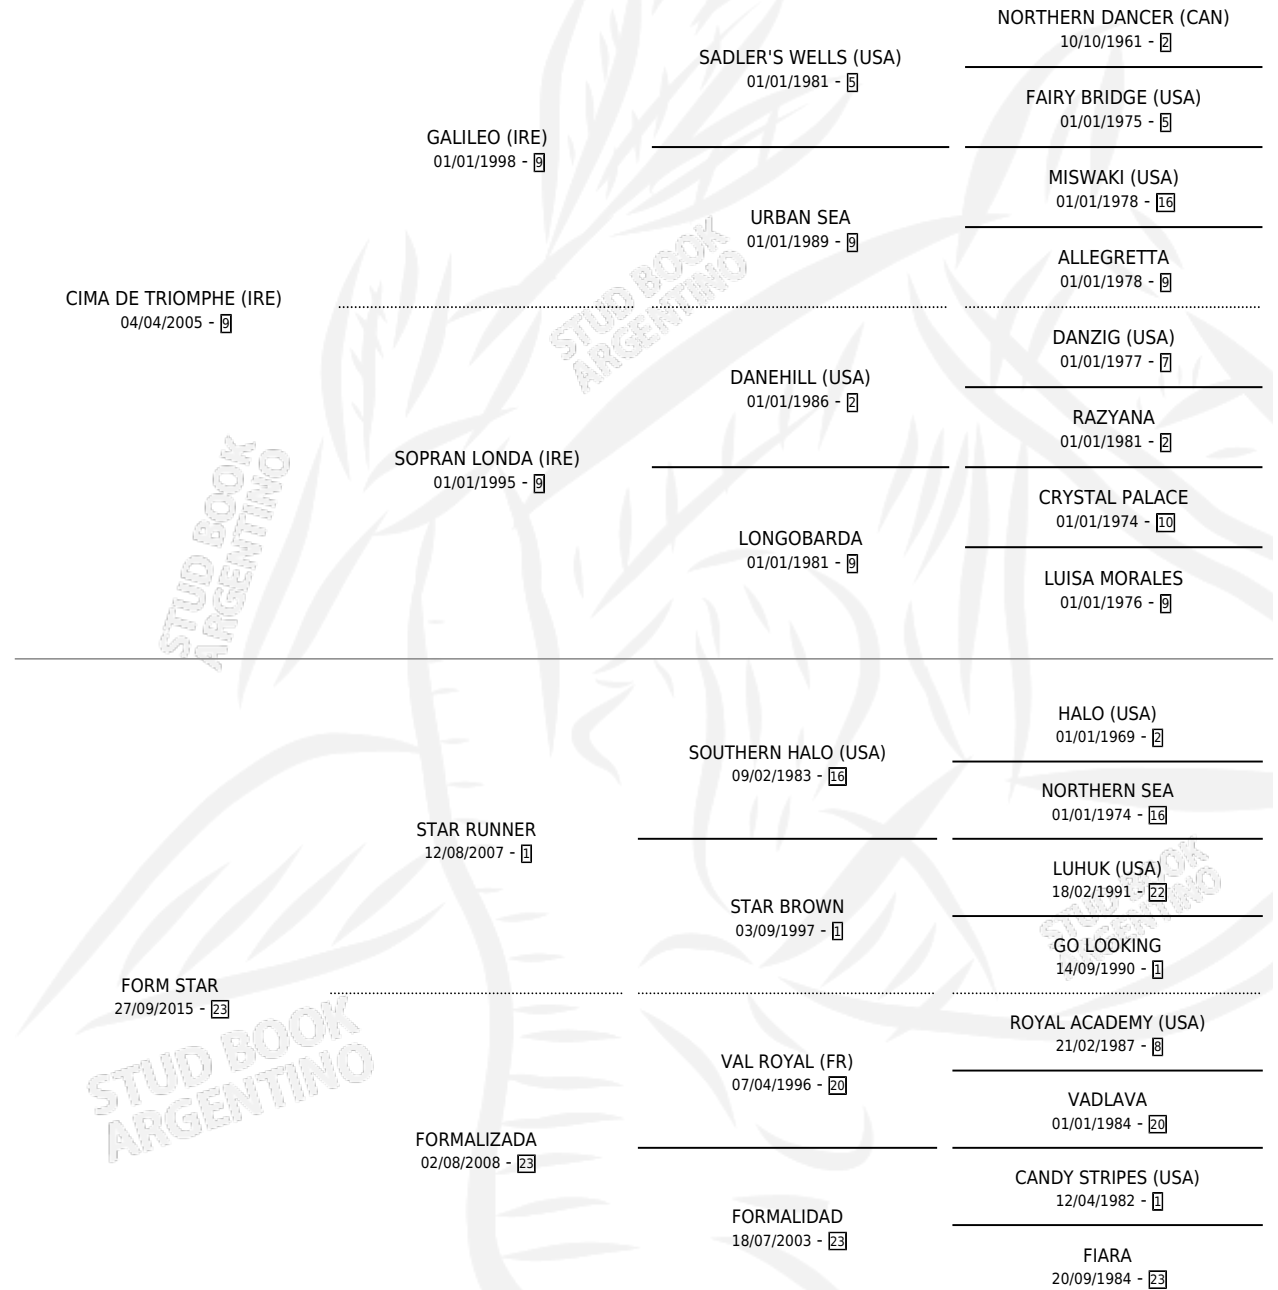 NORTHERN DANCER (CAN)
10/10/1961 - 2
SADLER'S WELLS (USA)
01/01/1981 - 5
FAIRY BRIDGE (USA)
01/01/1975 - 5
GALILEO (IRE)
01/01/1998 - 9
MISWAKI (USA)
01/01/1978 - 16
URBAN SEA
01/01/1989 - 9
ALLEGRETTA
01/01/1978 - 9
CIMA DE TRIOMPHE (IRE)
04/04/2005 - 9
DANZIG (USA)
01/01/1977 - 7
DANEHILL (USA)
01/01/1986 - 2
RAZYANA
01/01/1981 - 2
SOPRAN LONDA (IRE)
01/01/1995 - 9
CRYSTAL PALACE
01/01/1974 - 10
LONGOBARDA
01/01/1981 - 9
LUISA MORALES
01/01/1976 - 9
HALO (USA)
01/01/1969 - 2
SOUTHERN HALO (USA)
09/02/1983 - 16
NORTHERN SEA
01/01/1974 - 16
STAR RUNNER
12/08/2007 - 1
LUHUK (USA)
18/02/1991 - 22
STAR BROWN
03/09/1997 - 1
GO LOOKING
14/09/1990 - 1
FORM STAR
27/09/2015 - 23
ROYAL ACADEMY (USA)
21/02/1987 - 8
VAL ROYAL (FR)
07/04/1996 - 20
VADLAVA
01/01/1984 - 20
FORMALIZADA
02/08/2008 - 23
CANDY STRIPES (USA)
12/04/1982 - 1
FORMALIDAD
18/07/2003 - 23
FIARA
20/09/1984 - 23
STUD BOOK
ARGENTINO
STUD BOOK
ARGENTINO
STUD BOOK
ARGENTINO
STUD BOOK
ARGENTINO